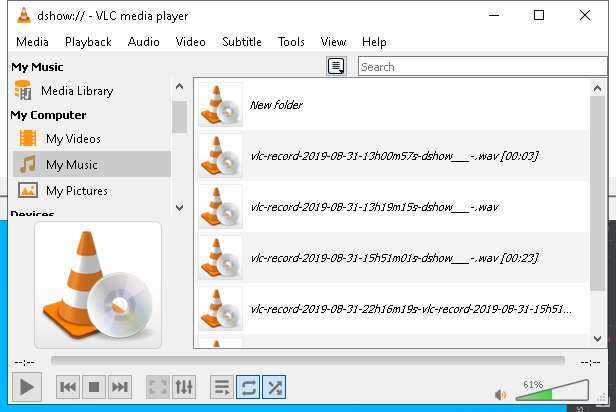 dshow:// - VLC media player
Media Playback Audio Video Subtitle Tools View Help
My Music
Search
Media Library
My Computer
My Videos
My Music
My Pictures
Devices
New folder
vlc-record-2019-08-31-13h00m57s-dshow___-.wav [00:03]
vlc-record-2019-08-31-13h19m15s-dshow___-.wav
vlc-record-2019-08-31-15h51m01s-dshow___-.wav [00:23]
vlc-record-2019-08-31-22h16m19s-vlc-record-2019-08-31-15h51...
--:--
--:--
61%